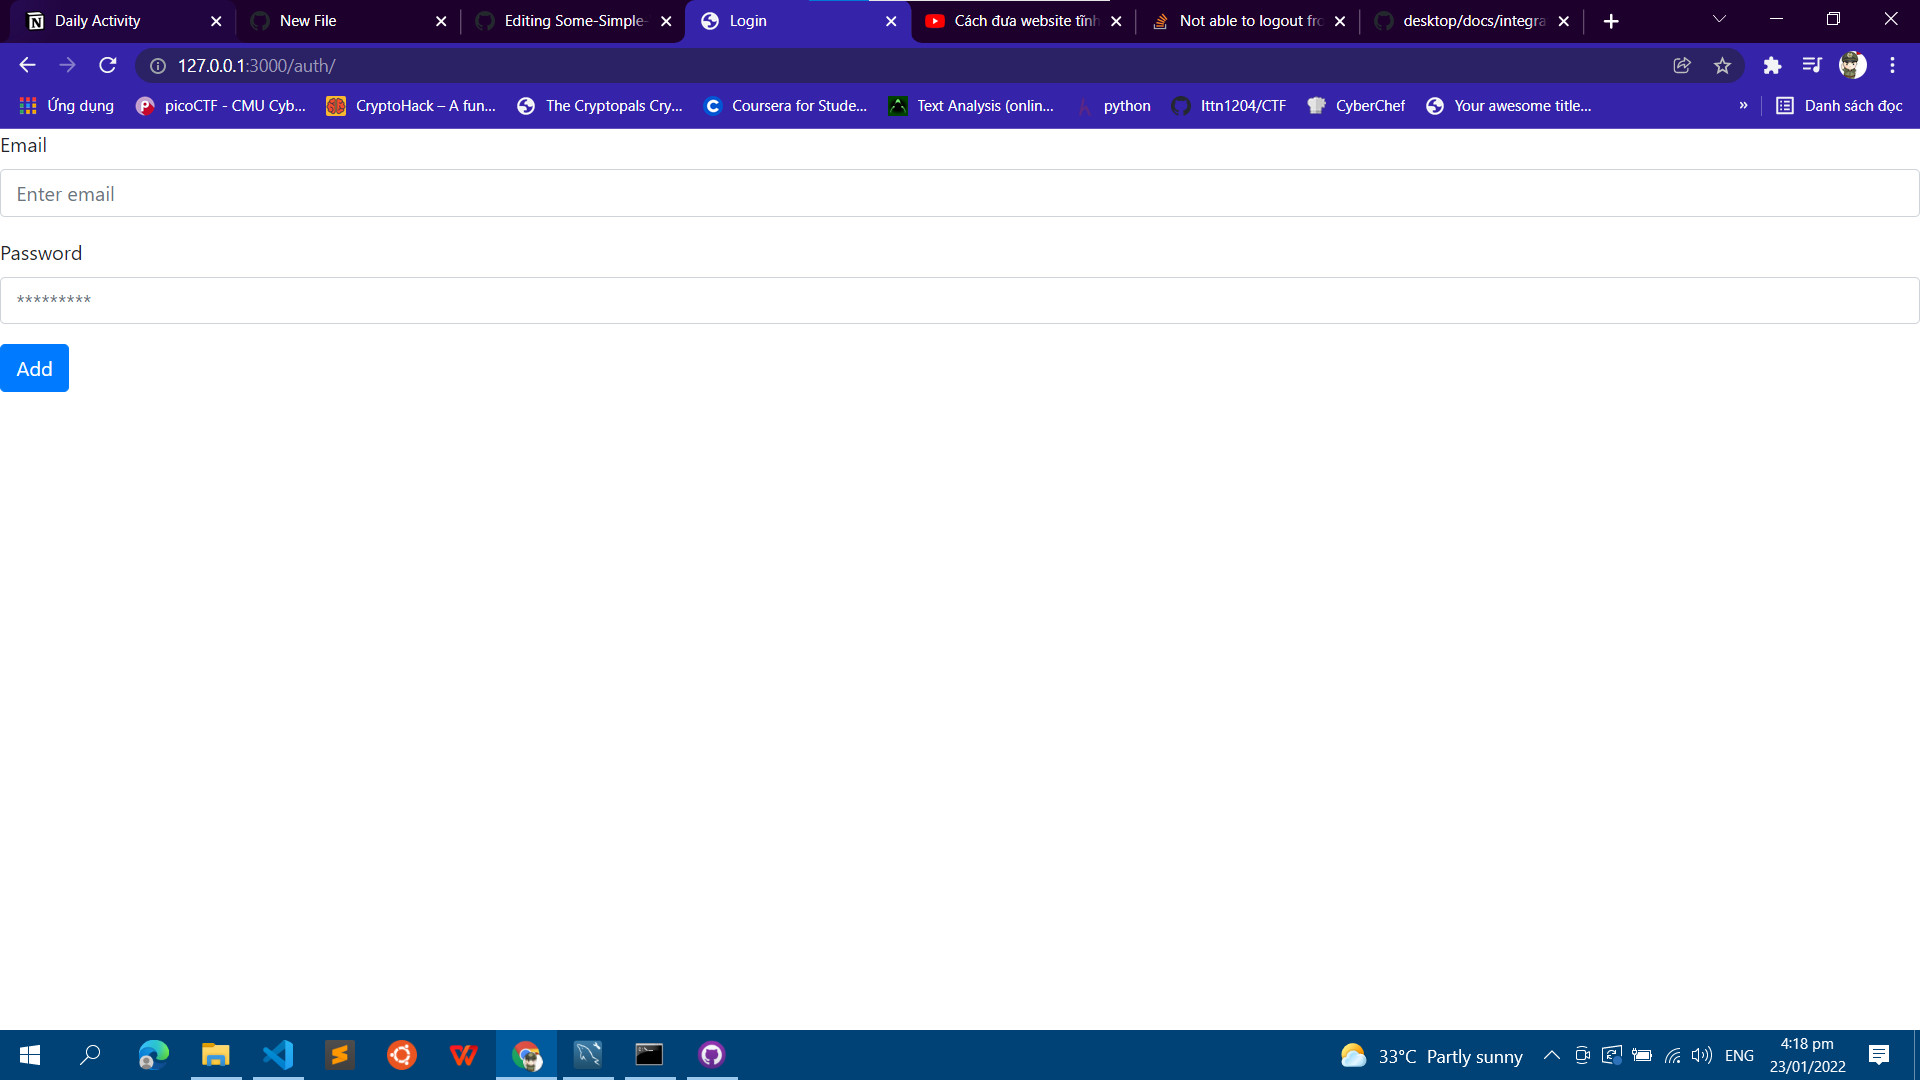 Daily Activity
New File
Editing Some-Simple-
Login
Cách đưa website tĩnh
Not able to logout fro
desktop/docs/integra
127.0.0.1:3000/auth/
Ứng dụng
picoCTF - CMU Cyb...
CryptoHack – A fun...
The Cryptopals Cry...
Coursera for Stude...
Text Analysis (onlin...
python
lttn1204/CTF
CyberChef
Your awesome title...
»
Danh sách đọc
Email
Enter email
Password
*********
Add
33°C Partly sunny
ENG
4:18 pm
23/01/2022